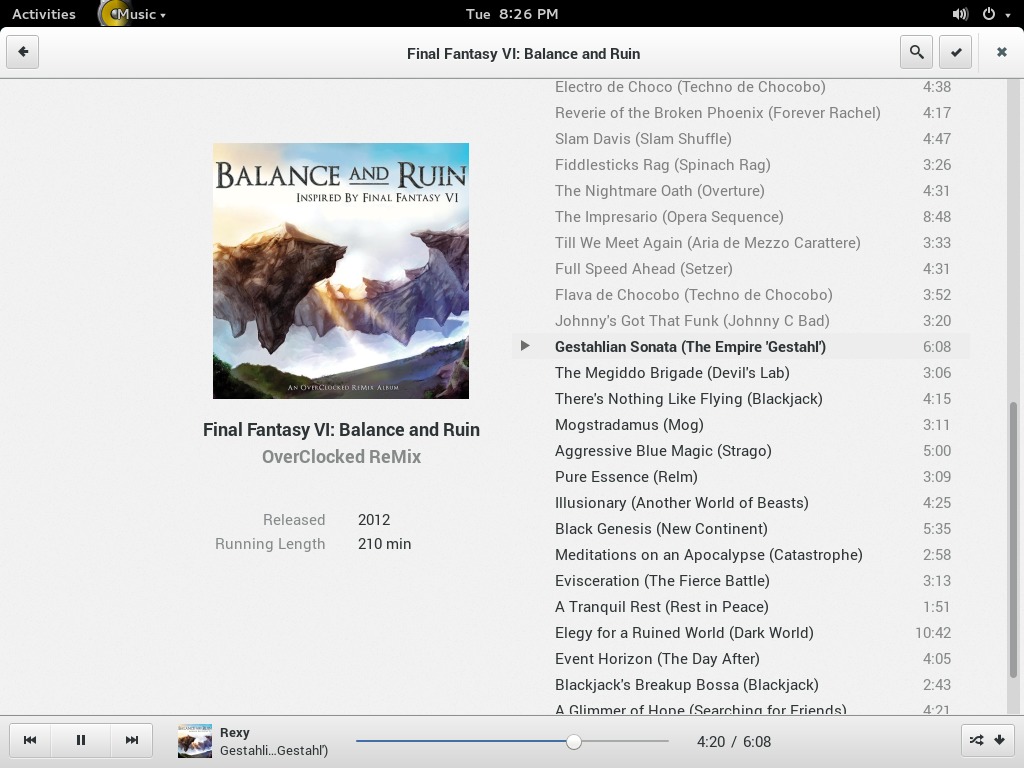 Activities
Music
Tue 8:26 PM
Final Fantasy VI: Balance and Ruin
BALANCE AND RUIN
INSPIRED BY FINAL FANTASY VI
AN OVERCLOCKED REMIX ALBUM
Final Fantasy VI: Balance and Ruin
OverClocked ReMix
Released 2012
Running Length 210 min
Electro de Choco (Techno de Chocobo) 4:38
Reverie of the Broken Phoenix (Forever Rachel) 4:17
Slam Davis (Slam Shuffle) 4:47
Fiddlesticks Rag (Spinach Rag) 3:26
The Nightmare Oath (Overture) 4:31
The Impresario (Opera Sequence) 8:48
Till We Meet Again (Aria de Mezzo Carattere) 3:33
Full Speed Ahead (Setzer) 4:31
Flava de Chocobo (Techno de Chocobo) 3:52
Johnny's Got That Funk (Johnny C Bad) 3:20
Gestahlian Sonata (The Empire 'Gestahl') 6:08
The Megiddo Brigade (Devil's Lab) 3:06
There's Nothing Like Flying (Blackjack) 4:15
Mogstradamus (Mog) 3:11
Aggressive Blue Magic (Strago) 5:00
Pure Essence (Relm) 3:09
Illusionary (Another World of Beasts) 4:25
Black Genesis (New Continent) 5:35
Meditations on an Apocalypse (Catastrophe) 2:58
Evisceration (The Fierce Battle) 3:13
A Tranquil Rest (Rest in Peace) 1:51
Elegy for a Ruined World (Dark World) 10:42
Event Horizon (The Day After) 4:05
Blackjack's Breakup Bossa (Blackjack) 2:43
A Glimmer of Hope (Searching for Friends) 4:21
BALANCE AND RUIN
Rexy
Gestahli...Gestahl')
4:20 / 6:08